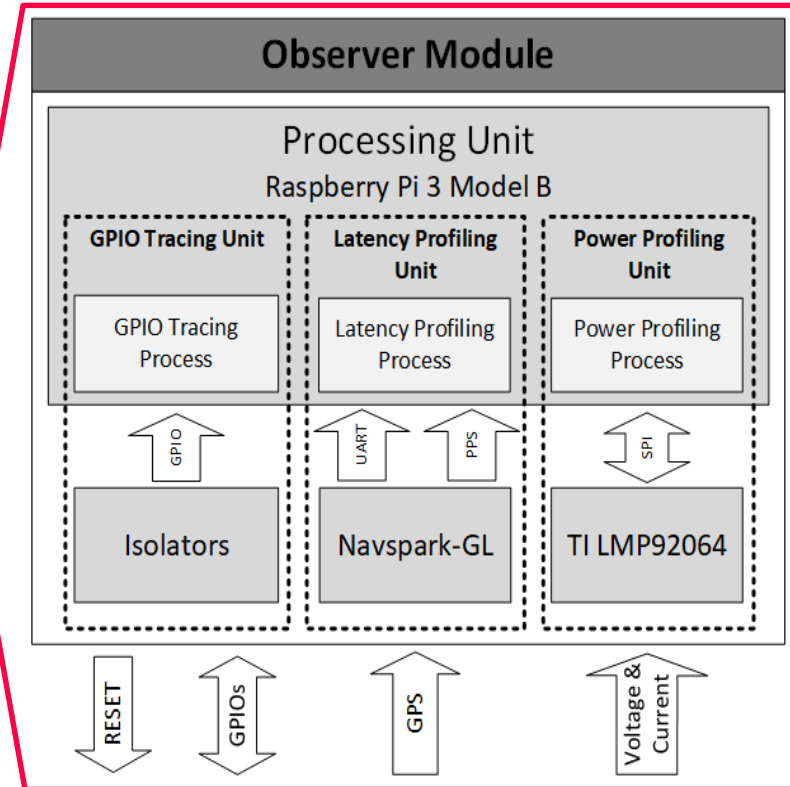 Observer Module
Processing Unit
Raspberry Pi 3 Model B
GPIO Tracing Unit
GPIO Tracing
Process
GPIO
Isolators
Latency Profiling
Unit
Latency Profiling
Process
UART
PPS
Navspark-GL
Power Profiling
Unit
Power Profiling
Process
SPI
TI LMP92064
RESET
GPIOs
GPS
Voltage &
Current